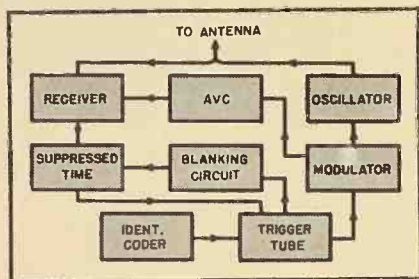 TO ANTENNA
RECEIVER
AVC
OSCILLATOR
SUPPRESSED
TIME
BLANKING
CIRCUIT
MODULATOR
IDENT.
CODER
TRIGGER
TUBE